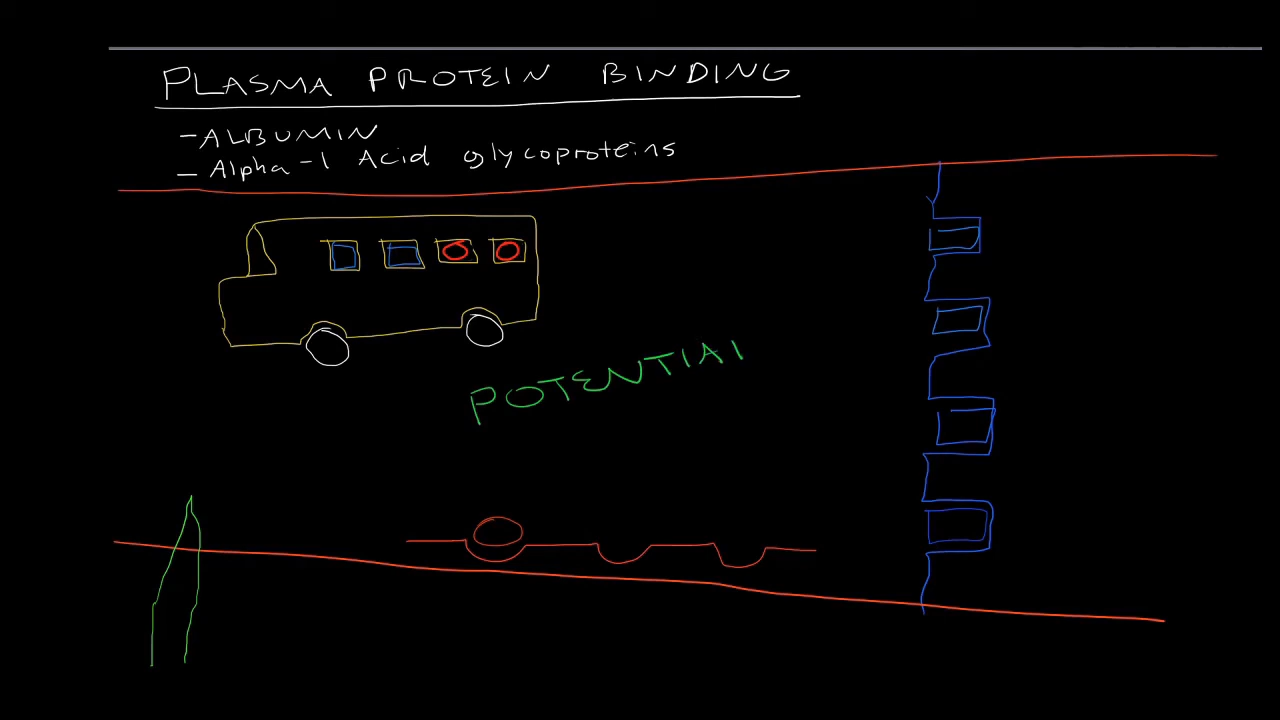 PLASMA PROTEIN BINDING
- ALBUMIN
- Alpha-1 Acid glycoproteins
POTENTIAl